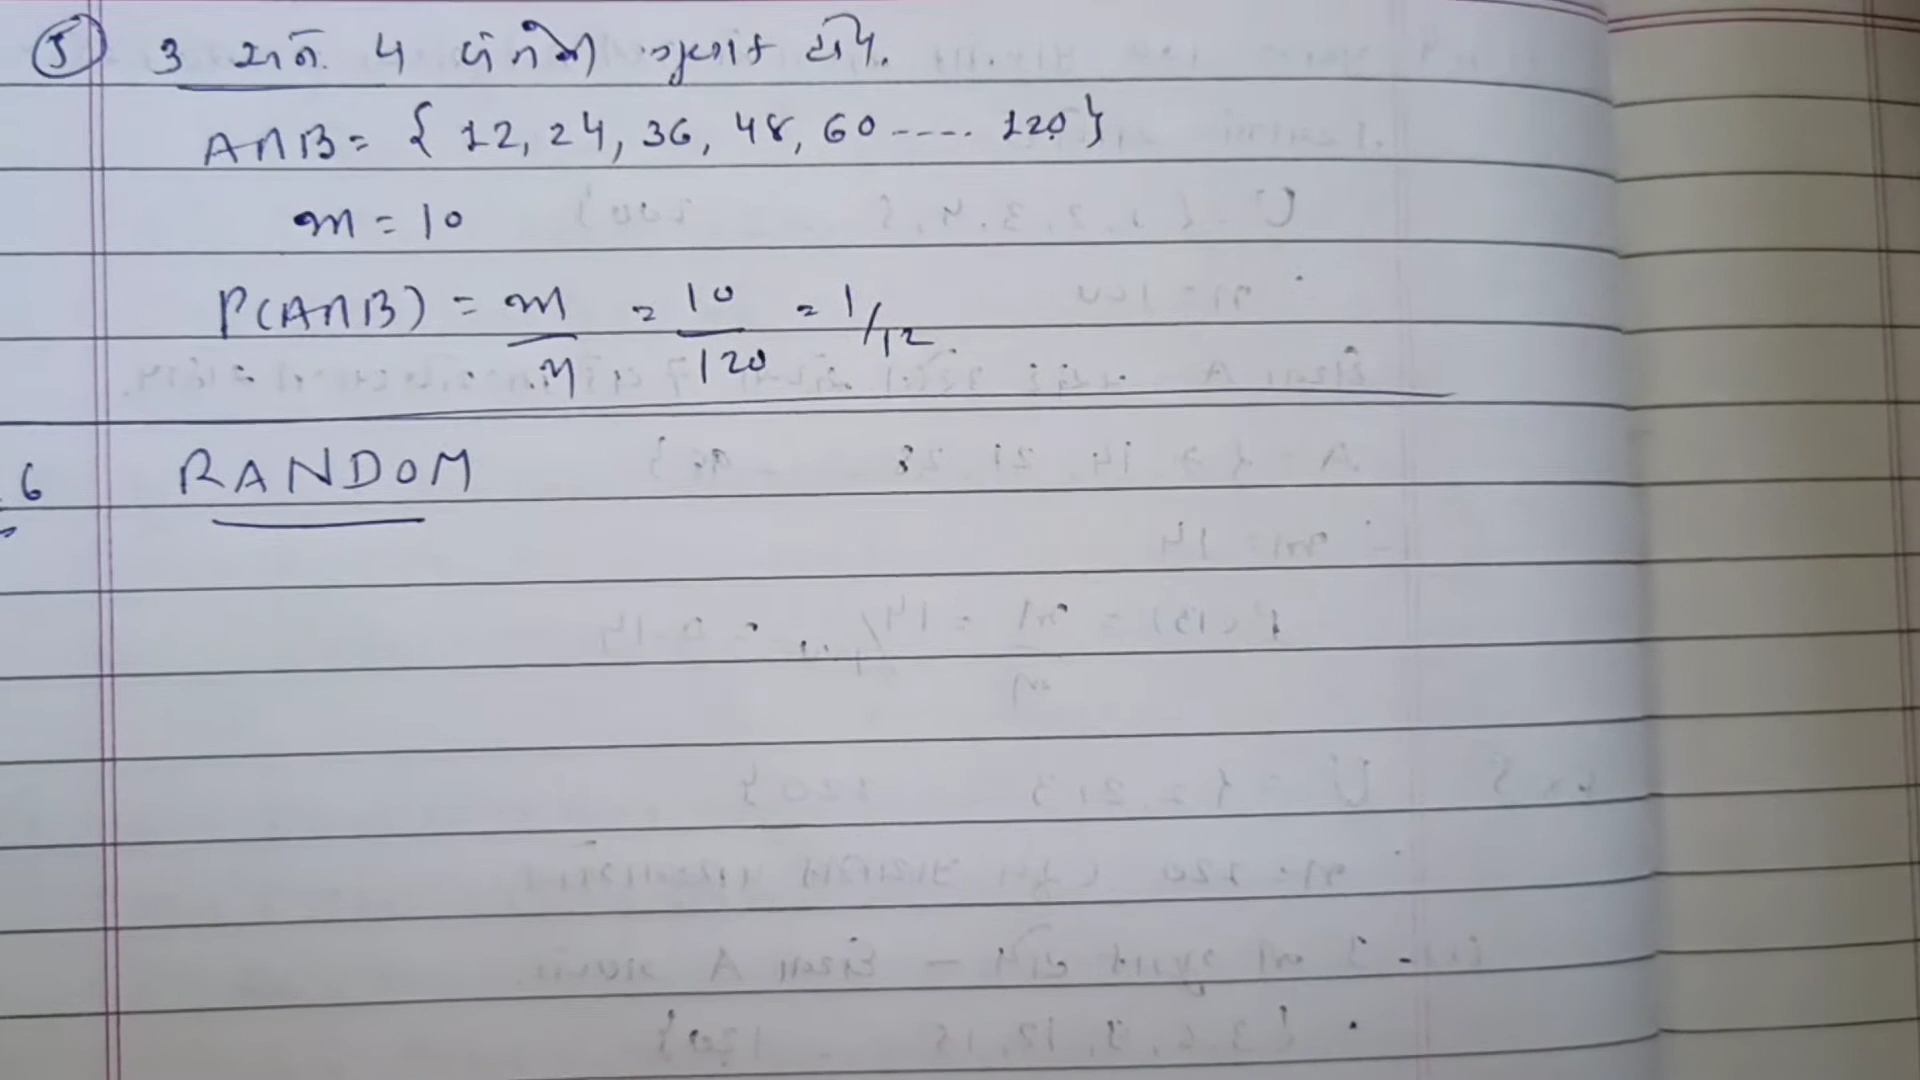 (5) 3 અને 4 બંનેનો ગુણાંક હોય.
A∩B = { 12, 24, 36, 48, 60 ---- 120 }
m = 10
P(A∩B) = m/n = 10/120 = 1/12
6 RANDOM